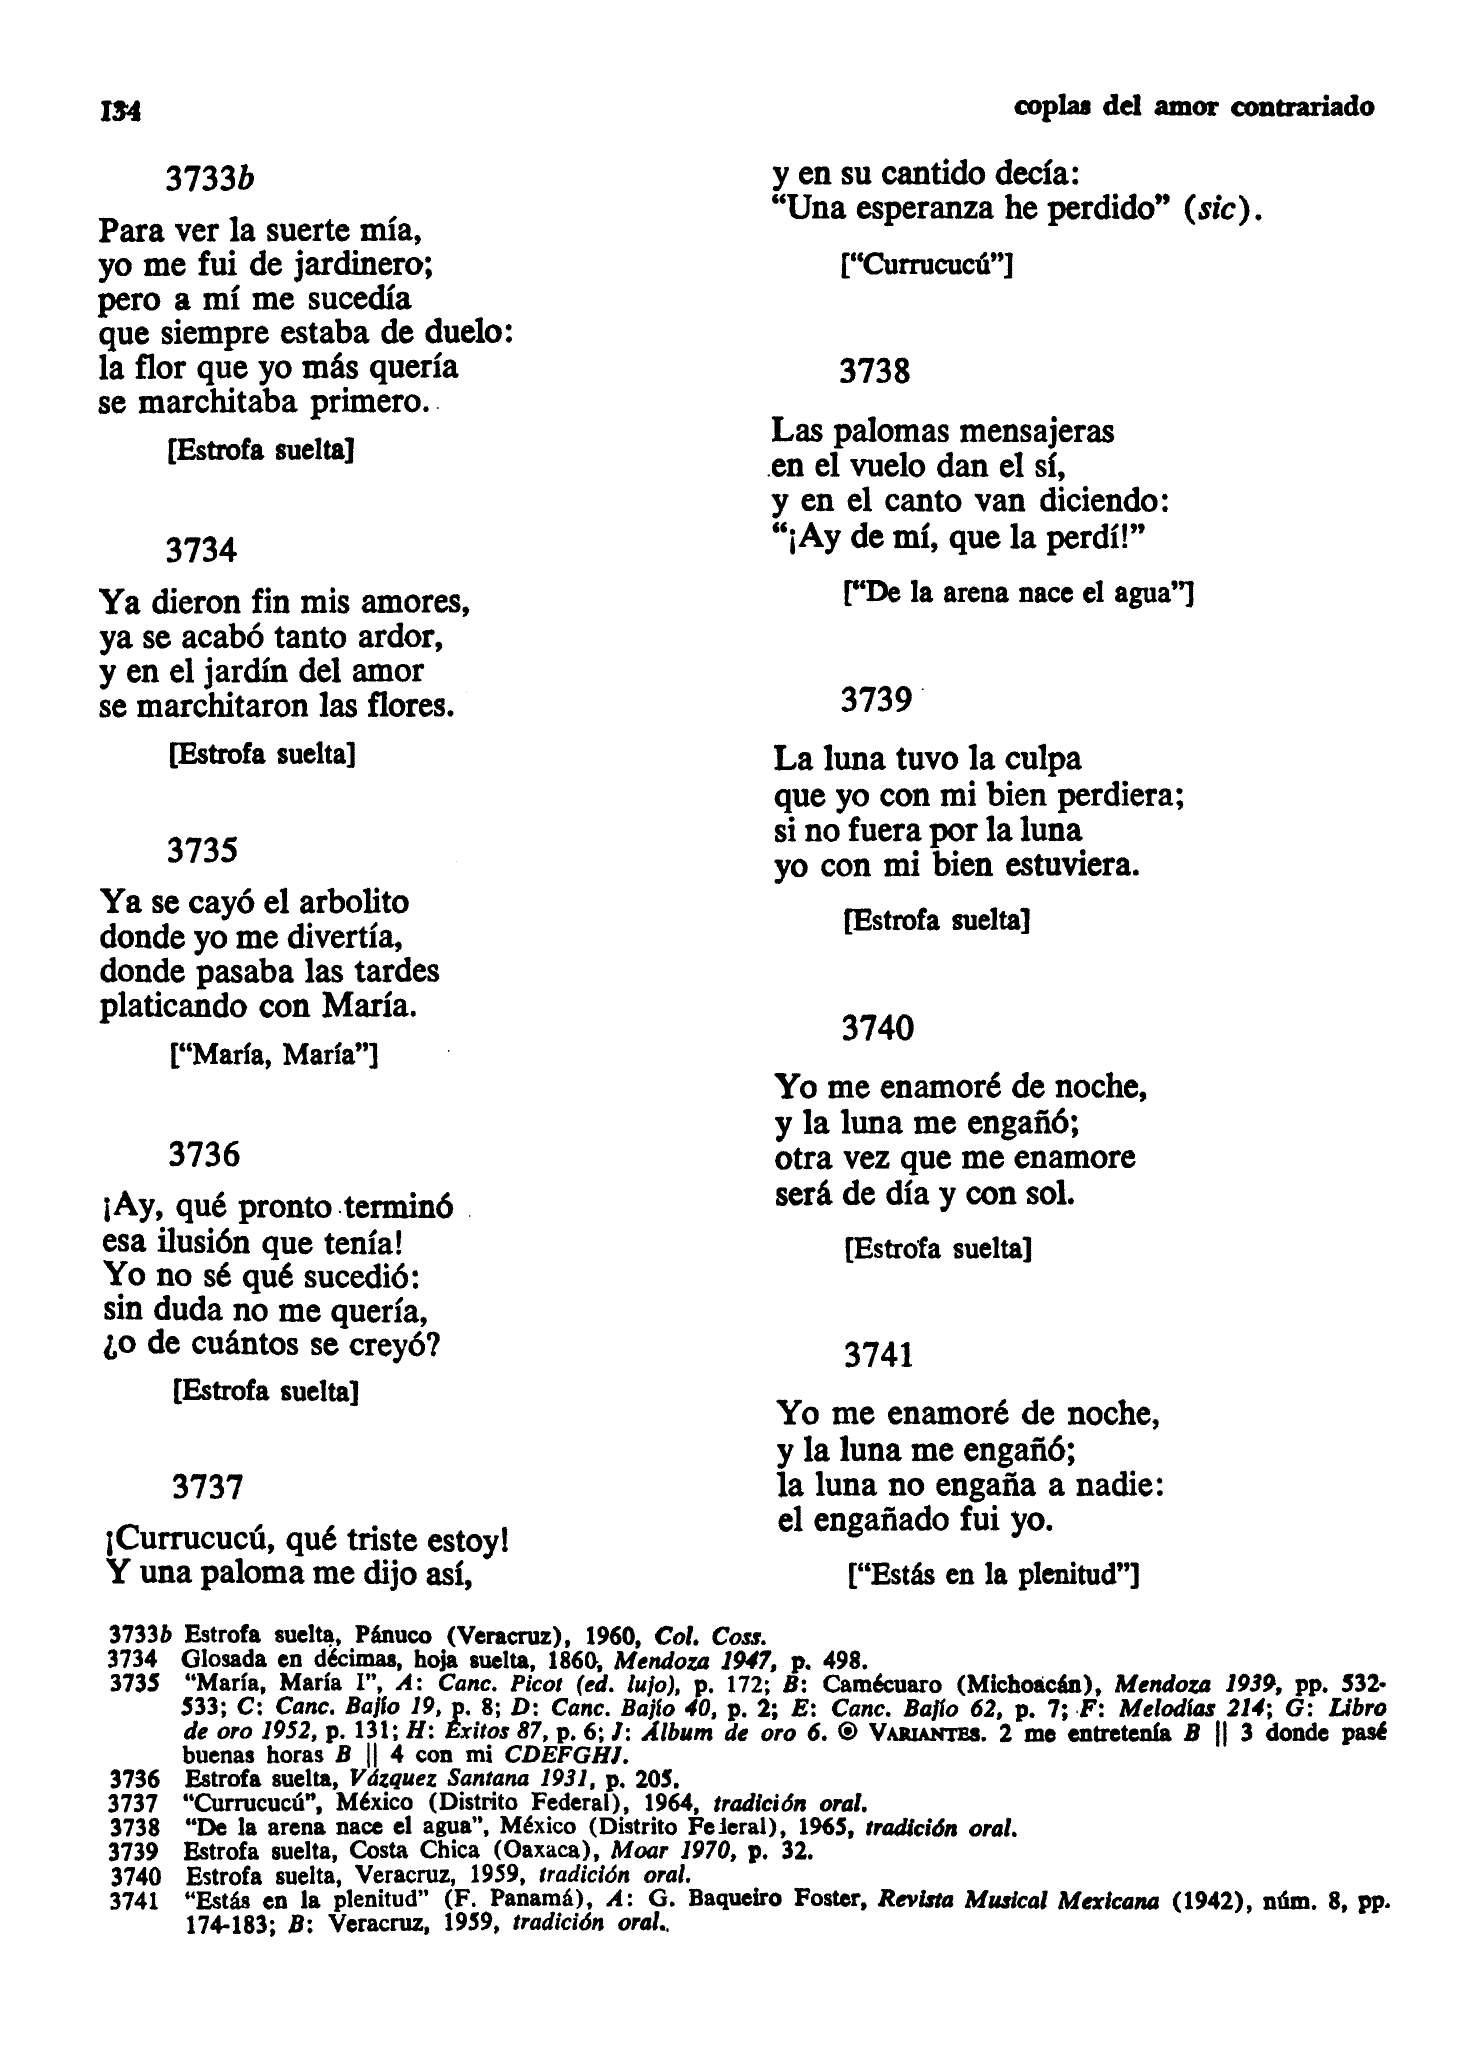 134
coplas del amor contrariado
3733b
Para ver la suerte mía,
yo me fui de jardinero;
pero a mí me sucedía
que siempre estaba de duelo:
la flor que yo más quería
se marchitaba primero.
[Estrofa suelta]
3734
Ya dieron fin mis amores,
ya se acabó tanto ardor,
y en el jardín del amor
se marchitaron las flores.
[Estrofa suelta]
3735
Ya se cayó el arbolito
donde yo me divertía,
donde pasaba las tardes
platicando con María.
[“María, María”]
3736
¡Ay, qué pronto terminó
esa ilusión que tenía!
Yo no sé qué sucedió:
sin duda no me quería,
¿o de cuántos se creyó?
[Estrofa suelta]
3737
¡Currucucú, qué triste estoy!
Y una paloma me dijo así,
y en su cantido decía:
“Una esperanza he perdido” (sic).
[“Currucucú”]
3738
Las palomas mensajeras
en el vuelo dan el sí,
y en el canto van diciendo:
“¡Ay de mí, que la perdí!”
[“De la arena nace el agua”]
3739
La luna tuvo la culpa
que yo con mi bien perdiera;
si no fuera por la luna
yo con mi bien estuviera.
[Estrofa suelta]
3740
Yo me enamoré de noche,
y la luna me engañó;
otra vez que me enamore
será de día y con sol.
[Estrofa suelta]
3741
Yo me enamoré de noche,
y la luna me engañó;
la luna no engaña a nadie:
el engañado fui yo.
[“Estás en la plenitud”]
3733b Estrofa suelta, Pánuco (Veracruz), 1960, Col. Coss.
3734 Glosada en décimas, hoja suelta, 1860, Mendoza 1947, p. 498.
3735 “María, María I”, A: Canc. Picot (ed. lujo), p. 172; B: Camécuaro (Michoacán), Mendoza 1939, pp. 532-
533; C: Canc. Bajío 19, p. 8; D: Canc. Bajío 40, p. 2; E: Canc. Bajío 62, p. 7; F: Melodías 214; G: Libro
de oro 1952, p. 131; H: Éxitos 87, p. 6; J: Álbum de oro 6. ⊙ VARIANTES. 2 me entretenía B || 3 donde pasé
buenas horas B || 4 con mi CDEFGHJ.
3736 Estrofa suelta, Vázquez Santana 1931, p. 205.
3737 “Currucucú”, México (Distrito Federal), 1964, tradición oral.
3738 “De la arena nace el agua”, México (Distrito Federal), 1965, tradición oral.
3739 Estrofa suelta, Costa Chica (Oaxaca), Moar 1970, p. 32.
3740 Estrofa suelta, Veracruz, 1959, tradición oral.
3741 “Estás en la plenitud” (F. Panamá), A: G. Baqueiro Foster, Revista Musical Mexicana (1942), núm. 8, pp.
174-183; B: Veracruz, 1959, tradición oral.